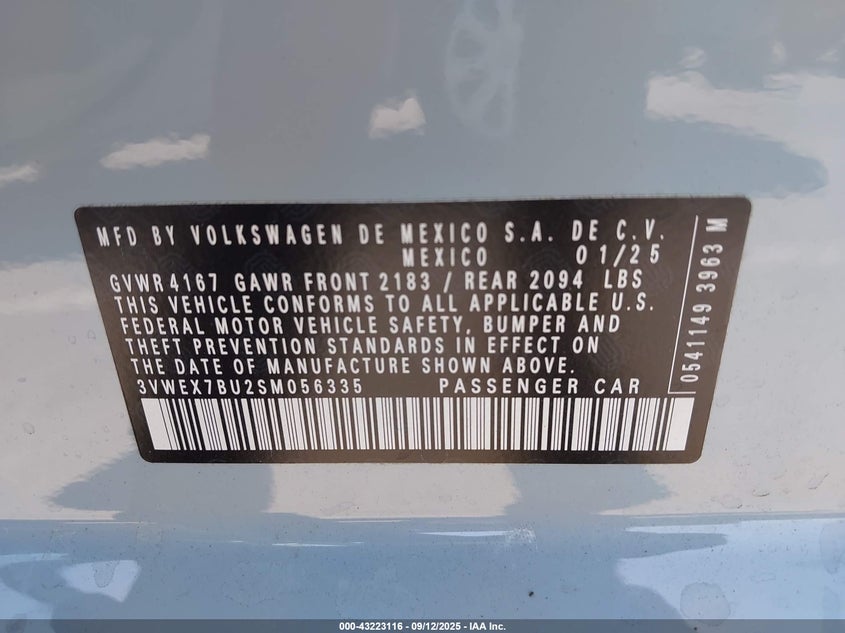 MFD BY VOLKSWAGEN DE MEXICO S.A. DE C.V.
MEXICO 01/25
GVWR 4167 GAWR FRONT 2183 / REAR 2094 LBS
THIS VEHICLE CONFORMS TO ALL APPLICABLE U.S.
FEDERAL MOTOR VEHICLE SAFETY, BUMPER AND
THEFT PREVENTION STANDARDS IN EFFECT ON
THE DATE OF MANUFACTURE SHOWN ABOVE.
3VWEX7BU2SM056335 PASSENGER CAR
0541149 3963 M
000-43223116 - 09/12/2025 - IAA Inc.